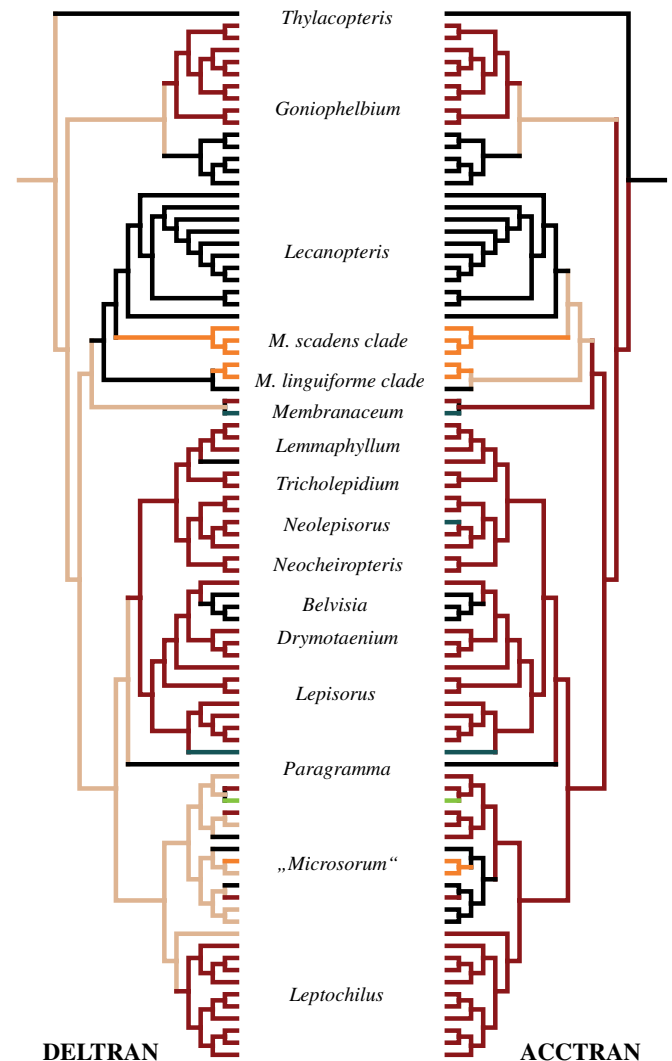 Thylacopteris
Goniophelbium
Lecanopteris
M. scadens clade
M. linguiforme clade
Membranaceum
Lemmaphyllum
Tricholepidium
Neolepisorus
Neocheiropteris
Belvisia
Drymotaenium
Lepisorus
Paragramma
„Microsorum“
Leptochilus
DELTRAN
ACCTRAN